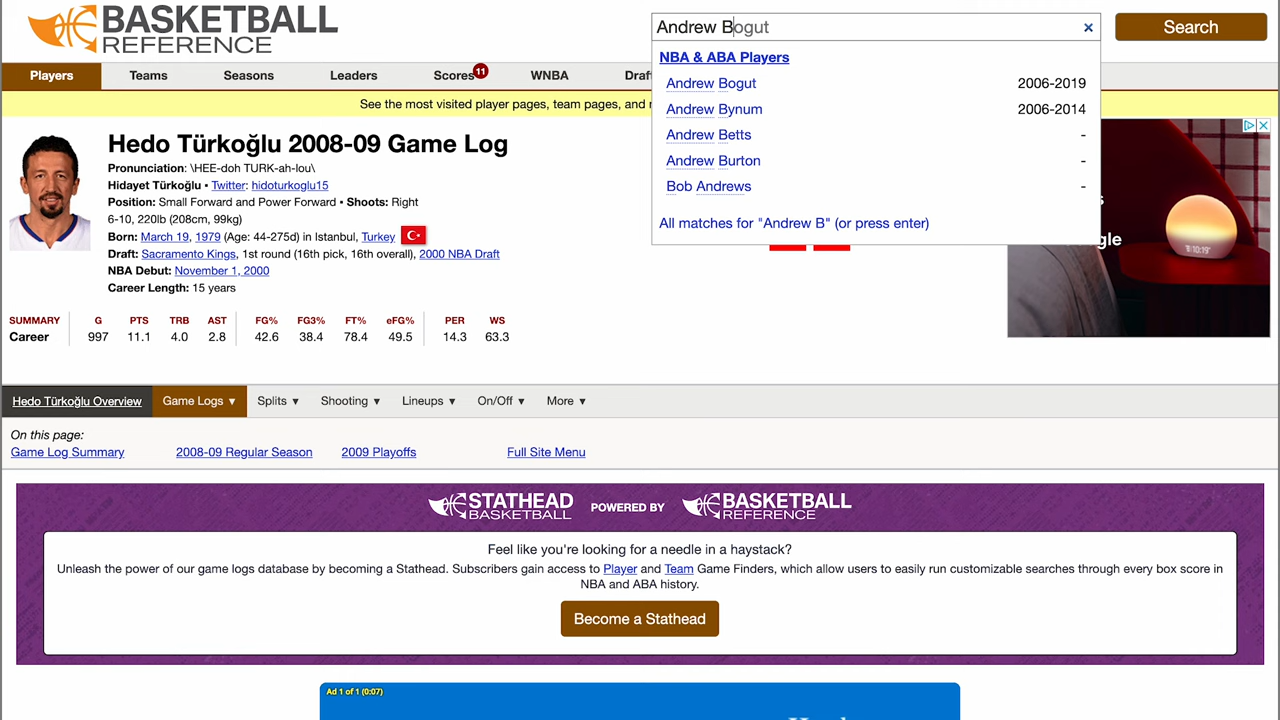 BASKETBALL
REFERENCE
Andrew Bogut
×
Search
Players Teams Seasons Leaders Scores 11 WNBA Draf
NBA & ABA Players
Andrew Bogut 2006-2019
Andrew Bynum 2006-2014
Andrew Betts -
Andrew Burton -
Bob Andrews -
All matches for "Andrew B" (or press enter)
See the most visited player pages, team pages, and
Hedo Türkoğlu 2008-09 Game Log
Pronunciation: \HEE-doh TURK-ah-lou\
Hidayet Türkoğlu ▪ Twitter: hidoturkoglu15
Position: Small Forward and Power Forward ▪ Shoots: Right
6-10, 220lb (208cm, 99kg)
Born: March 19, 1979 (Age: 44-275d) in Istanbul, Turkey
Draft: Sacramento Kings, 1st round (16th pick, 16th overall), 2000 NBA Draft
NBA Debut: November 1, 2000
Career Length: 15 years
10:19
SUMMARY G PTS TRB AST FG% FG3% FT% eFG% PER WS
Career 997 11.1 4.0 2.8 42.6 38.4 78.4 49.5 14.3 63.3
Hedo Türkoğlu Overview Game Logs ▼ Splits ▼ Shooting ▼ Lineups ▼ On/Off ▼ More ▼
On this page:
Game Log Summary 2008-09 Regular Season 2009 Playoffs Full Site Menu
STATHEAD
BASKETBALL
POWERED BY
BASKETBALL
REFERENCE
Feel like you're looking for a needle in a haystack?
Unleash the power of our game logs database by becoming a Stathead. Subscribers gain access to Player and Team Game Finders, which allow users to easily run customizable searches through every box score in
NBA and ABA history.
Become a Stathead
Ad 1 of 1 (0:07)